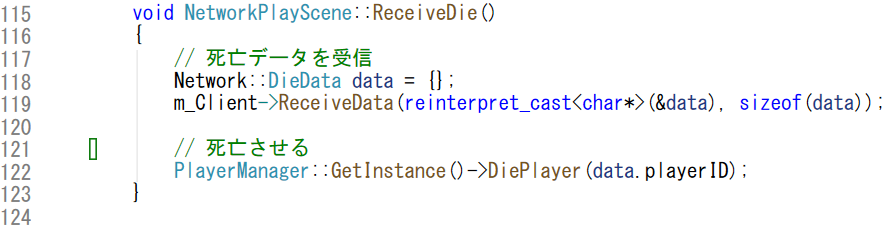 115 void NetworkPlayScene::ReceiveDie()
116 {
117 // 死亡データを受信
118 Network::DieData data = {};
119 m_Client->ReceiveData(reinterpret_cast<char*>(&data), sizeof(data));
120
121 // 死亡させる
122 PlayerManager::GetInstance()->DiePlayer(data.playerID);
123 }
124